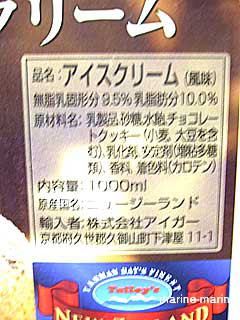 クリーム
品名：アイスクリーム（風味）
無脂乳固形分9.5％乳脂肪分10.0％
原材料名：乳製品、砂糖、水飴、チョコレー
トクッキー（小麦、大豆を含
む）、乳化剤、安定剤（増粘多糖
類）、香料、着色料（カロテン）
内容量：1000ml
原産国名：ニュージーランド
輸入者：株式会社アイガー
京都府久世郡久御山町下津屋11-1
TASMAN BAY'S FINEST
Talley's
NEW ZEALAND
marine-marin